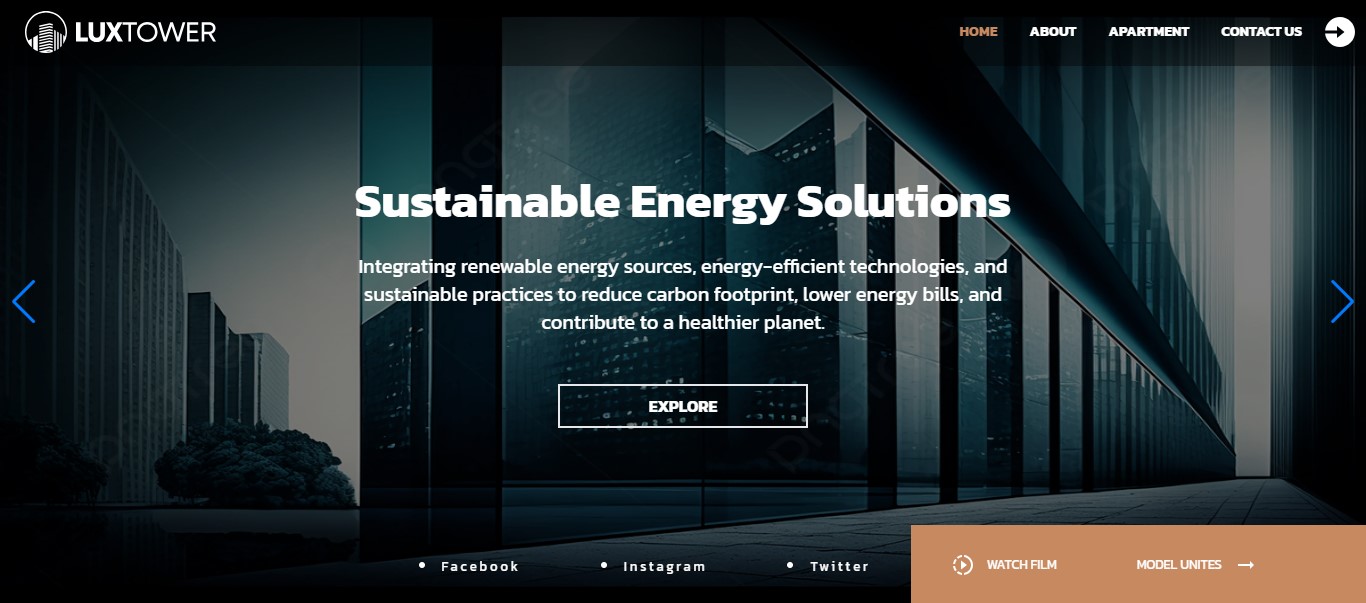 LUXTOWER
HOME ABOUT APARTMENT CONTACT US
Sustainable Energy Solutions
Integrating renewable energy sources, energy-efficient technologies, and
sustainable practices to reduce carbon footprint, lower energy bills, and
contribute to a healthier planet.
EXPLORE
Facebook Instagram Twitter
WATCH FILM MODEL UNITES